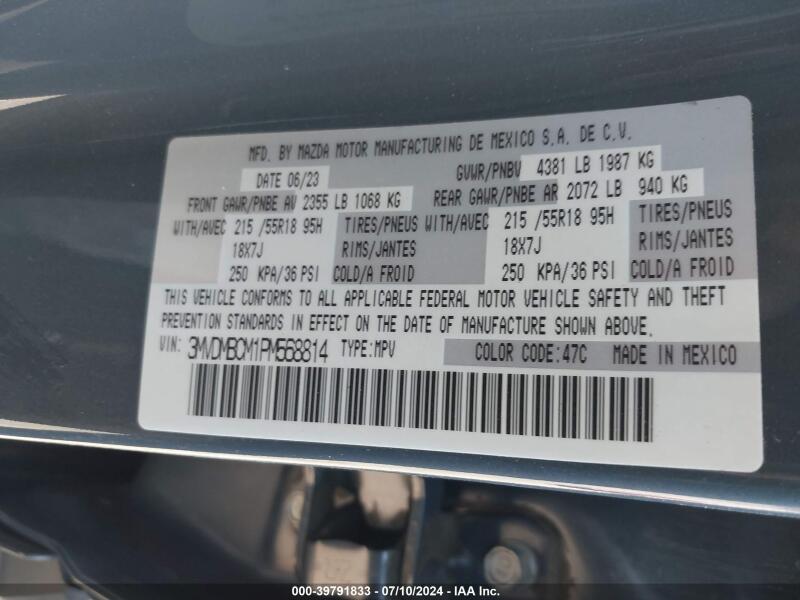 MFD. BY MAZDA MOTOR MANUFACTURING DE MEXICO S.A. DE C.V.
DATE 06/23 GVWR/PNBV 4381 LB 1987 KG
FRONT GAWR/PNBE AV 2355 LB 1068 KG REAR GAWR/PNBE AR 2072 LB 940 KG
WITH/AVEC 215 /55R18 95H TIRES/PNEUS WITH/AVEC 215 /55R18 95H TIRES/PNEUS
18X7J RIMS/JANTES 18X7J RIMS/JANTES
250 KPA/36 PSI COLD/A FROID 250 KPA/36 PSI COLD/A FROID
THIS VEHICLE CONFORMS TO ALL APPLICABLE FEDERAL MOTOR VEHICLE SAFETY AND THEFT
PREVENTION STANDARDS IN EFFECT ON THE DATE OF MANUFACTURE SHOWN ABOVE.
VIN: 3MVDMBCM1PM568814 TYPE:MPV COLOR CODE:47C MADE IN MEXICO
000-39791833 / 07/10/2024 - IAA Inc.